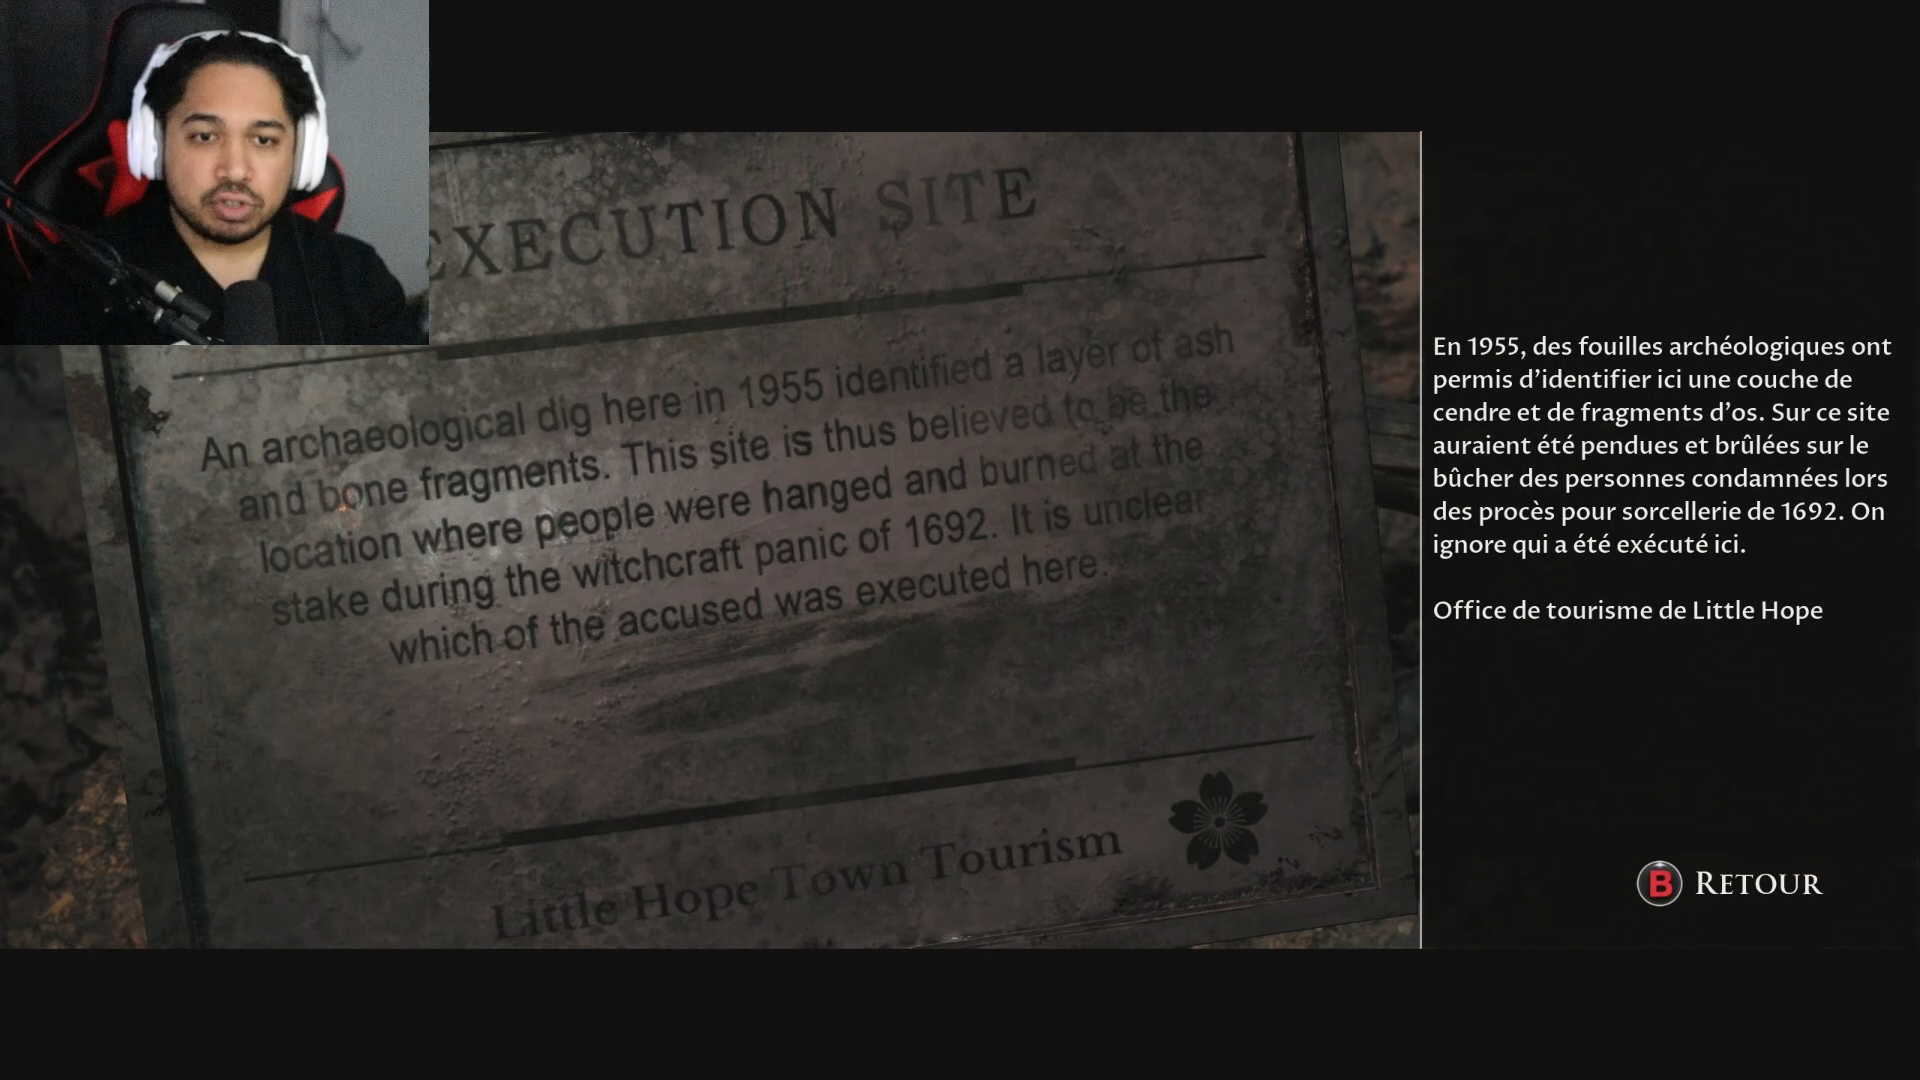 EXECUTION SITE
An archaeological dig here in 1955 identified a layer of ash
and bone fragments. This site is thus believed to be the
location where people were hanged and burned at the
stake during the witchcraft panic of 1692. It is unclear
which of the accused was executed here.
Little Hope Town Tourism
En 1955, des fouilles archéologiques ont
permis d'identifier ici une couche de
cendre et de fragments d'os. Sur ce site
auraient été pendues et brûlées sur le
bûcher des personnes condamnées lors
des procès pour sorcellerie de 1692. On
ignore qui a été exécuté ici.
Office de tourisme de Little Hope
B RETOUR